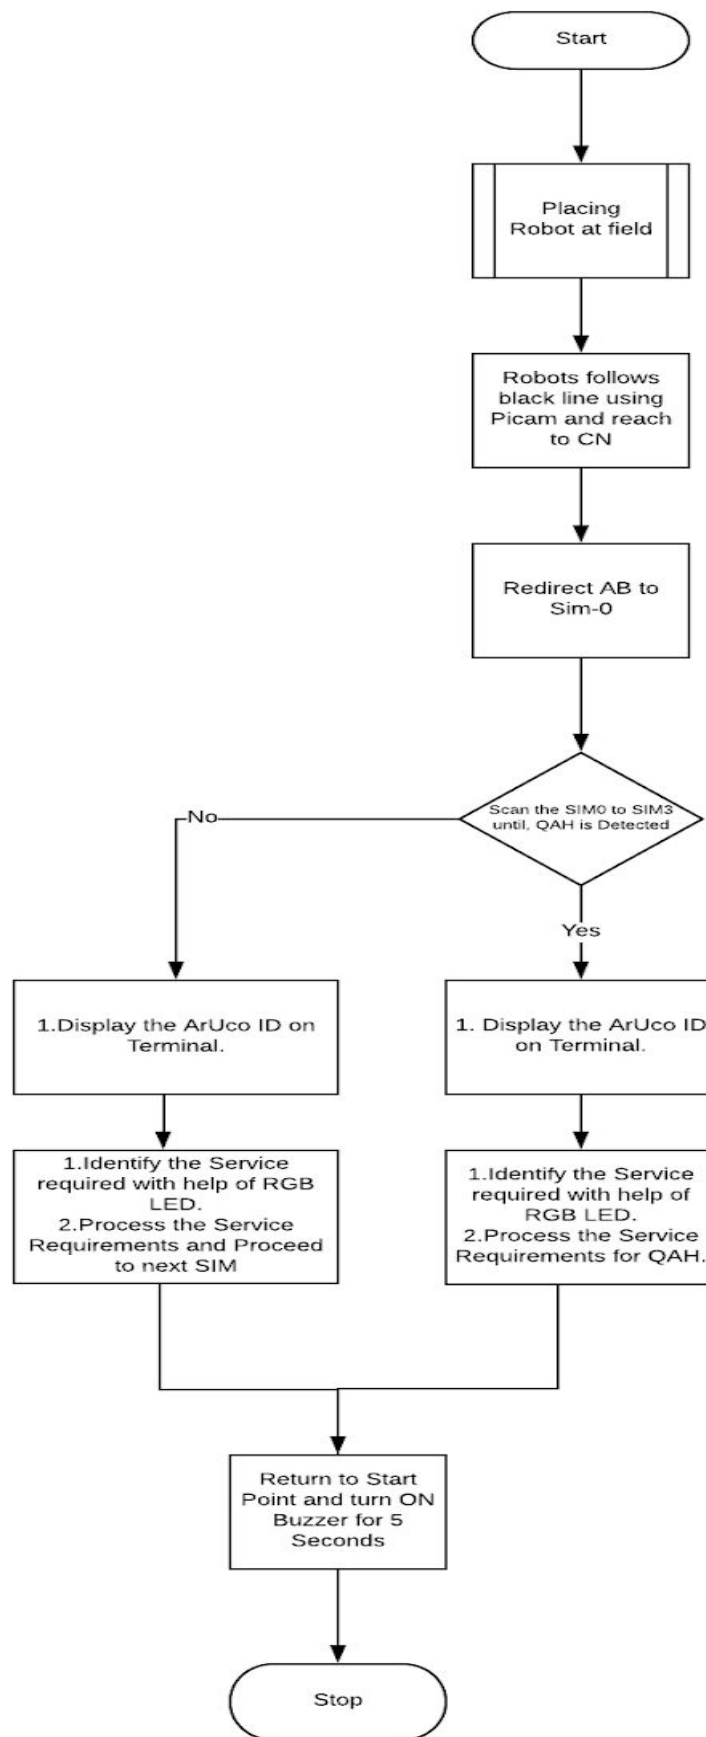 Start
Placing
Robot at field
Robots follows
black line using
Picam and reach
to CN
Redirect AB to
Sim-0
Scan the SIM0 to SIM3
until, QAH is Detected
No
Yes
1.Display the ArUco ID on
Terminal.
1. Display the ArUco ID
on Terminal.
1.Identify the Service
required with help of RGB
LED.
2.Process the Service
Requirements and Proceed
to next SIM
1.Identify the Service
required with help of
RGB LED.
2.Process the Service
Requirements for QAH.
Return to Start
Point and turn ON
Buzzer for 5
Seconds
Stop